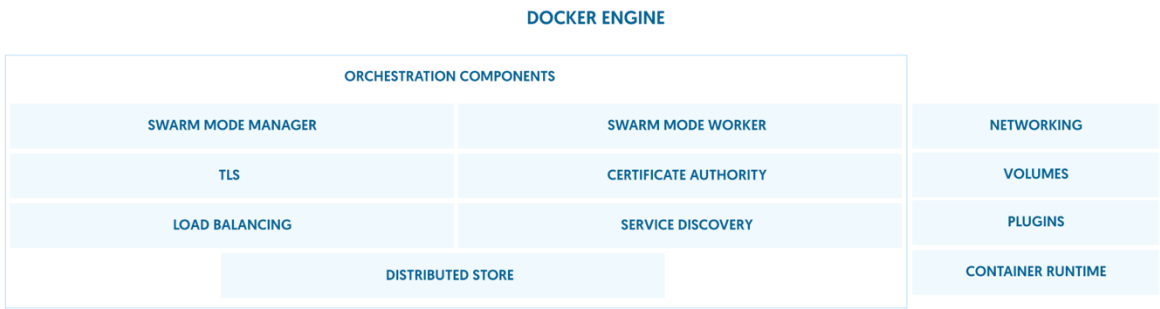 DOCKER ENGINE
ORCHESTRATION COMPONENTS
SWARM MODE MANAGER
SWARM MODE WORKER
NETWORKING
TLS
CERTIFICATE AUTHORITY
VOLUMES
LOAD BALANCING
SERVICE DISCOVERY
PLUGINS
DISTRIBUTED STORE
CONTAINER RUNTIME